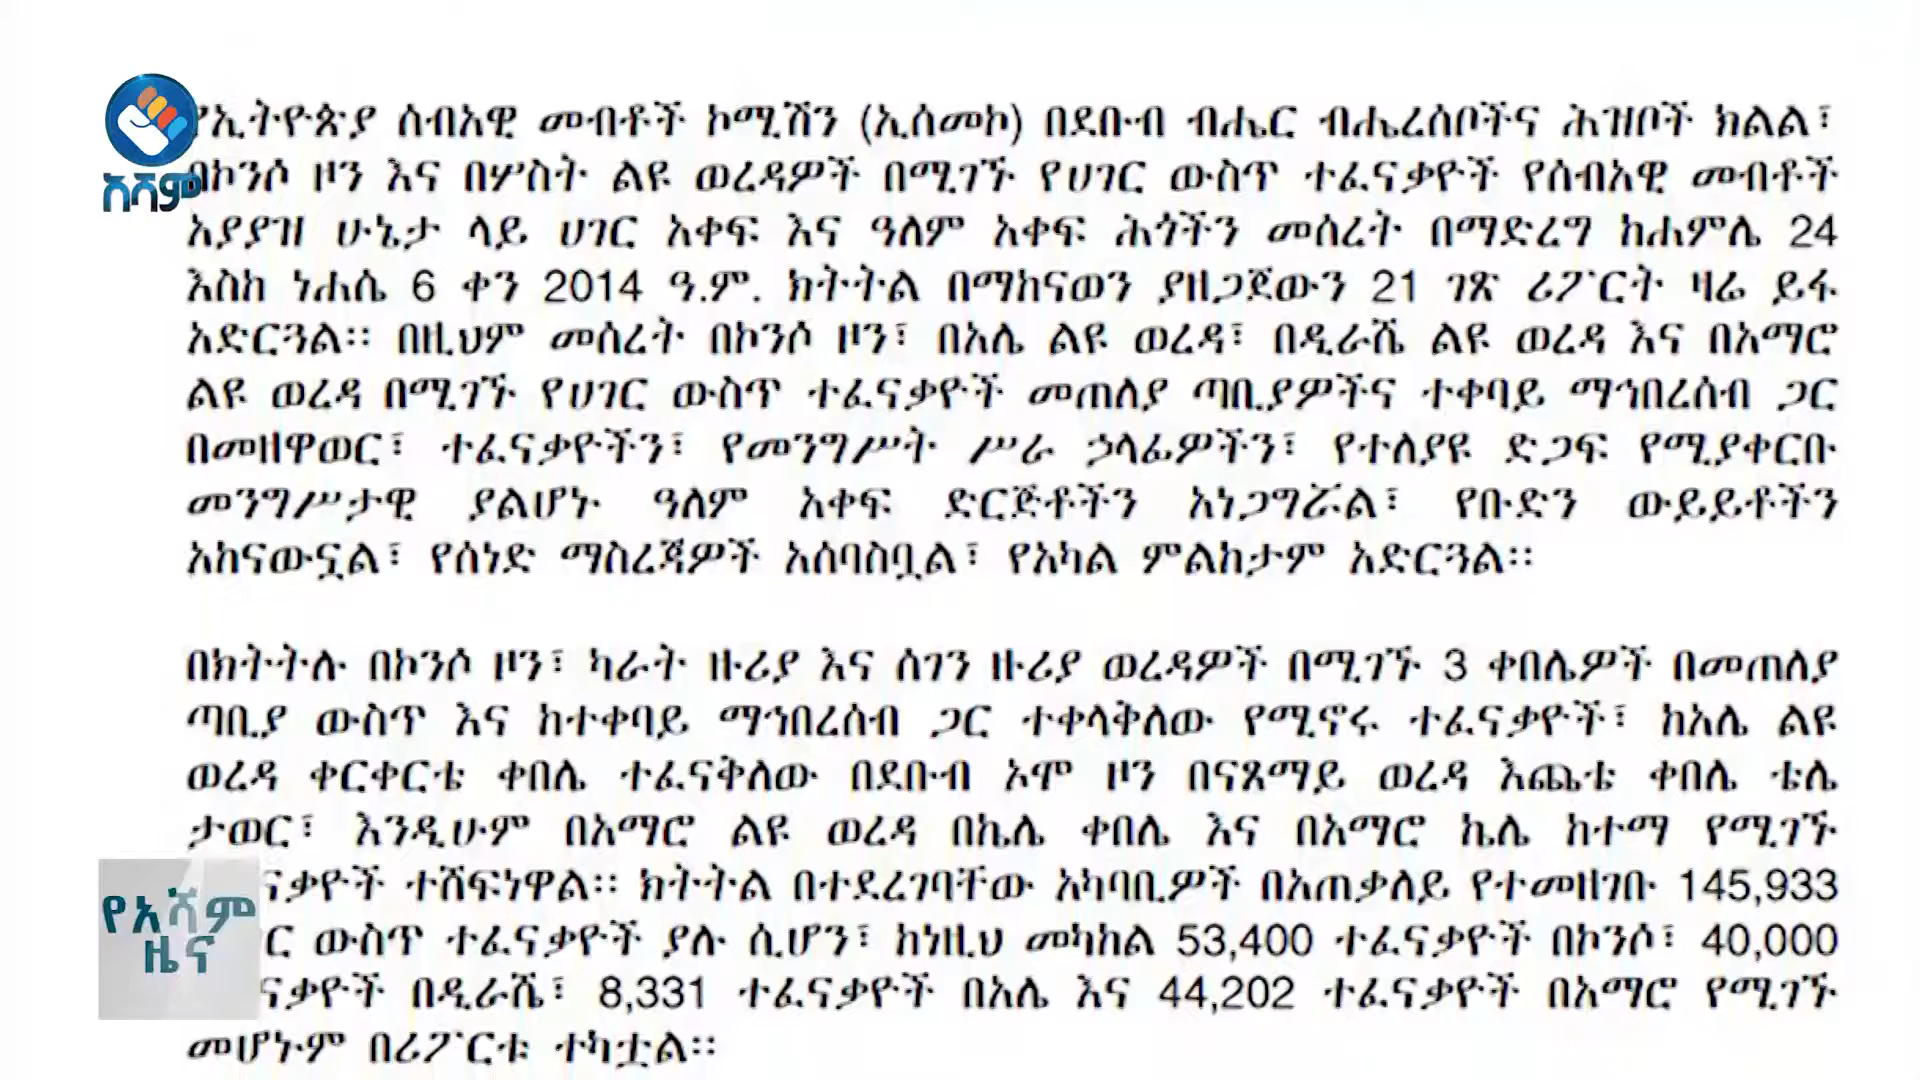 የኢትዮጵያ ሰብአዊ መብቶች ኮሚሽን (ኢሰመኮ) በደቡብ ብሔር ብሔረሰቦችና ሕዝቦች ክልል፣
አሻም
በኮንሶ ዞን እና በሦስት ልዩ ወረዳዎች በሚገኙ የሀገር ውስጥ ተፈናቃዮች የሰብአዊ መብቶች
አያያዝ ሁኔታ ላይ ሀገር አቀፍ እና ዓለም አቀፍ ሕጎችን መሰረት በማድረግ ከሐምሌ 24
እስከ ነሐሴ 6 ቀን 2014 ዓ.ም. ክትትል በማከናወን ያዘጋጀውን 21 ገጽ ሪፖርት ዛሬ ይፋ
አድርጓል፡፡ በዚህም መሰረት በኮንሶ ዞን፣ በአሌ ልዩ ወረዳ፣ በዲራሼ ልዩ ወረዳ እና በአማሮ
ልዩ ወረዳ በሚገኙ የሀገር ውስጥ ተፈናቃዮች መጠለያ ጣቢያዎችና ተቀባይ ማኅበረሰብ ጋር
በመዘዋወር፣ ተፈናቃዮችን፣ የመንግሥት ሥራ ኃላፊዎችን፣ የተለያዩ ድጋፍ የሚያቀርቡ
መንግሥታዊ ያልሆኑ ዓለም አቀፍ ድርጅቶችን አነጋግሯል፣ የቡድን ውይይቶችን
አከናውኗል፣ የሰነድ ማስረጃዎች አሰባስቧል፣ የአካል ምልከታም አድርጓል፡፡
በክትትሉ በኮንሶ ዞን፣ ካራት ዙሪያ እና ሰገን ዙሪያ ወረዳዎች በሚገኙ 3 ቀበሌዎች በመጠለያ
ጣቢያ ውስጥ እና ከተቀባይ ማኅበረሰብ ጋር ተቀላቅለው የሚኖሩ ተፈናቃዮች፣ ከአሌ ልዩ
ወረዳ ቀርቀርቴ ቀበሌ ተፈናቅለው በደቡብ ኦሞ ዞን በናጸማይ ወረዳ እጨቴ ቀበሌ ቴሌ
ታወር፣ እንዲሁም በአማሮ ልዩ ወረዳ በኬሌ ቀበሌ እና በአማሮ ኬሌ ከተማ የሚገኙ
ናቃዮች ተሸፍነዋል፡፡ ክትትል በተደረገባቸው አካባቢዎች በአጠቃላይ የተመዘገቡ 145,933
ር ውስጥ ተፈናቃዮች ያሉ ሲሆን፣ ከነዚህ መካከል 53,400 ተፈናቃዮች በኮንሶ፣ 40,000
ናቃዮች በዲራሼ፣ 8,331 ተፈናቃዮች በአሌ እና 44,202 ተፈናቃዮች በአማሮ የሚገኙ
መሆኑም በሪፖርቱ ተካቷል፡፡
የአሻም
ዜና